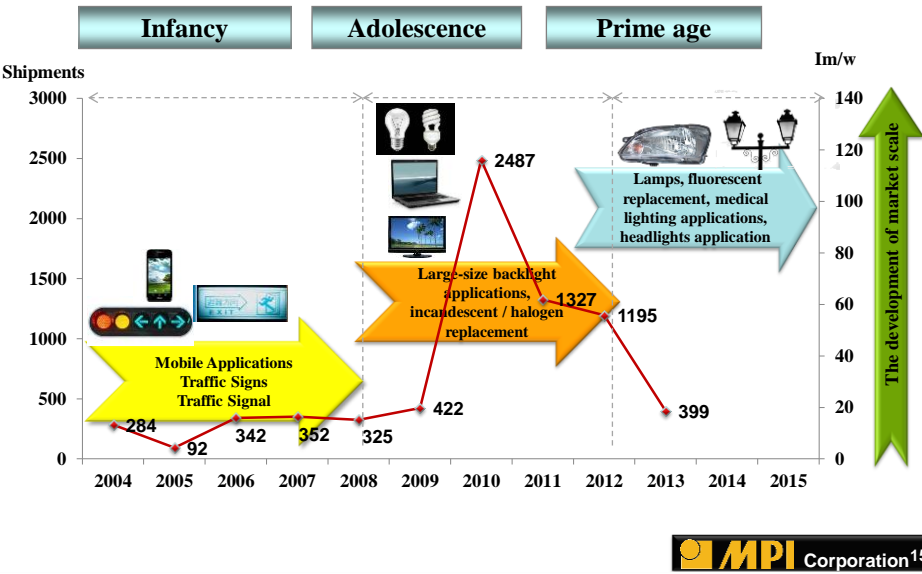 Infancy
Adolescence
Prime age
Shipments
Im/w
3000
2500
2000
1500
1000
500
0
140
120
100
80
60
40
20
0
The development of market scale
EXIT
Mobile Applications
Traffic Signs
Traffic Signal
Large-size backlight
applications,
incandescent / halogen
replacement
Lamps, fluorescent
replacement, medical
lighting applications,
headlights application
284
92
342
352
325
422
2487
1327
1195
399
2004 2005 2006 2007 2008 2009 2010 2011 2012 2013 2014 2015
MPI Corporation
15